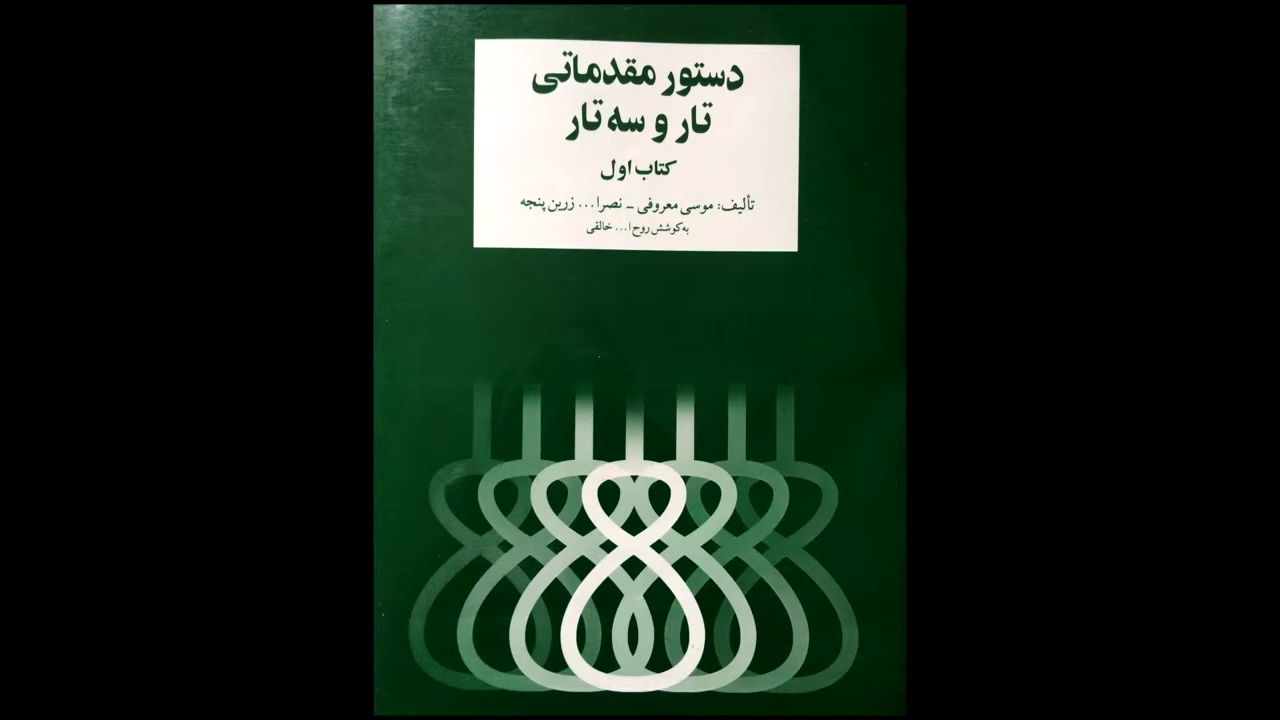 دستور مقدماتی
تار و سه تار
کتاب اول
تألیف: موسی معروفی ـ نصرا... زرین پنجه
به کوشش روح ا... خالقی